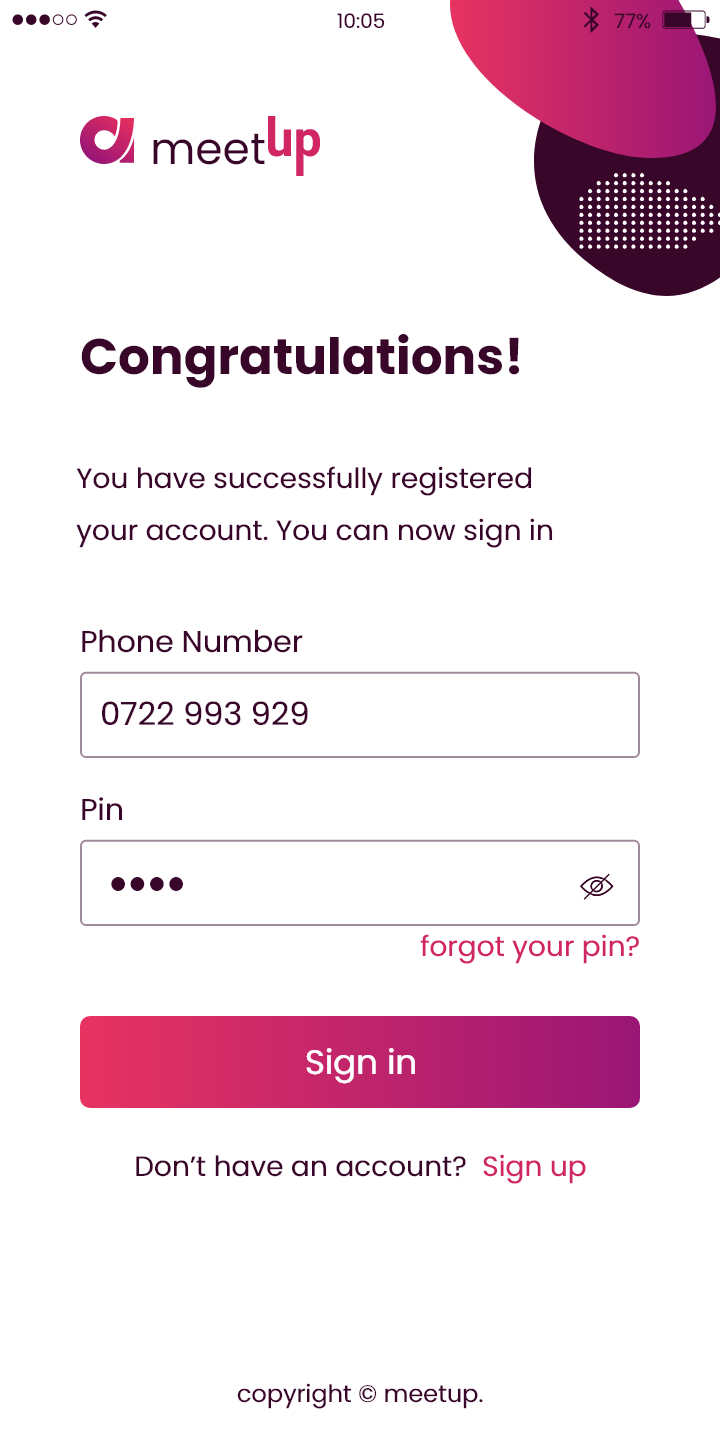 10:05
77%
meetup
Congratulations!
You have successfully registered
your account. You can now sign in
Phone Number
0722 993 929
Pin
forgot your pin?
Sign in
Don’t have an account? Sign up
copyright © meetup.